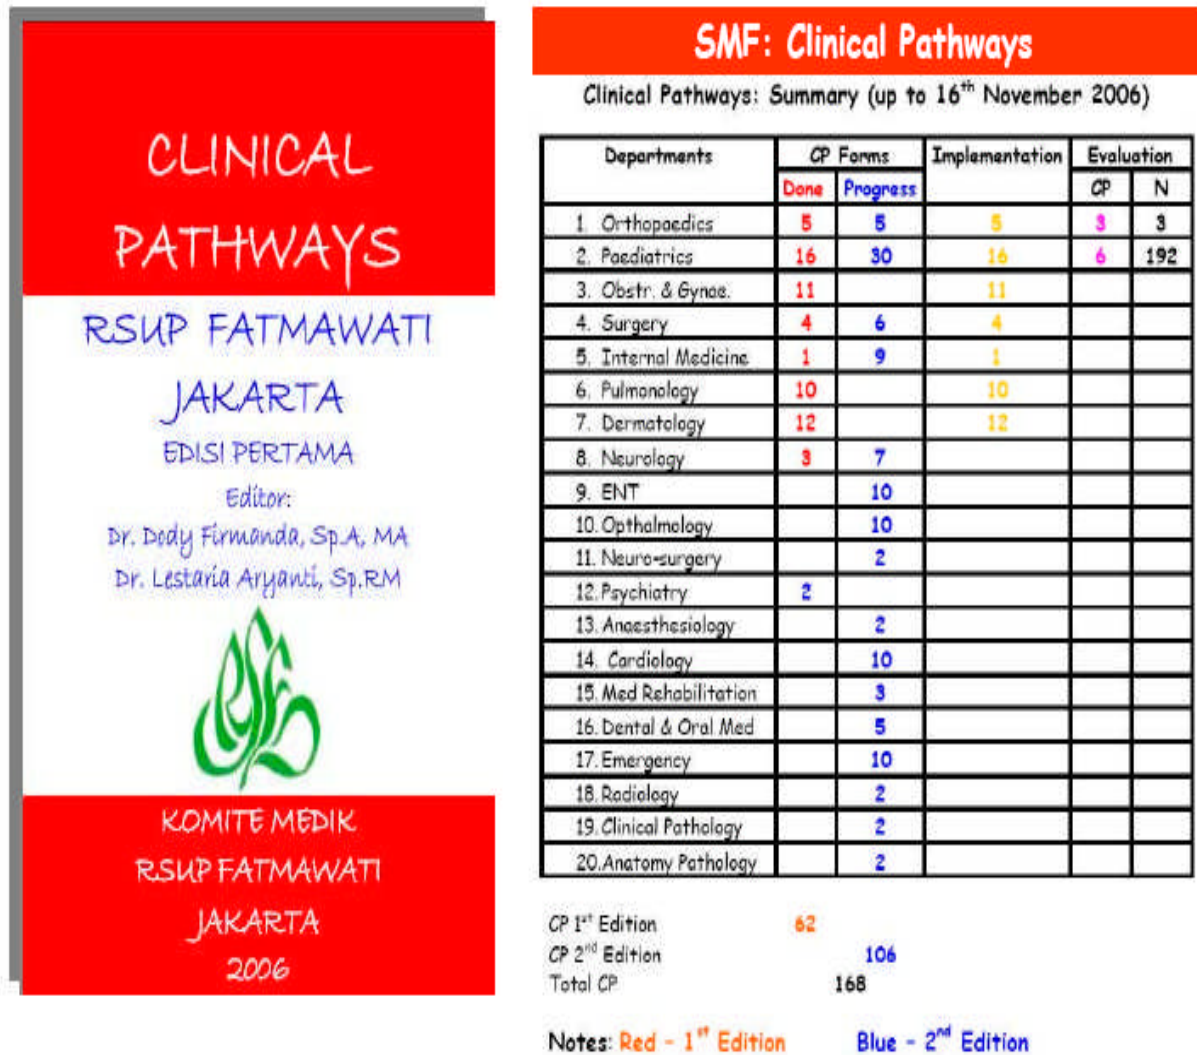 CLINICAL
PATHWAYS
RSUP FATMAWATI
JAKARTA
EDISI PERTAMA
Editor:
Dr. Dody Firmanda, Sp.A, MA
Dr. Lestaria Aryanti, Sp.RM
KOMITE MEDIK
RSUP FATMAWATI
JAKARTA
2006
SMF: Clinical Pathways
Clinical Pathways: Summary (up to 16th November 2006)
Departments CP Forms Implementation Evaluation
Done Progress CP N
1. Orthopaedics 5 5 5 3 3
2. Paediatrics 16 30 16 6 192
3. Obstr. & Gynae. 11 11
4. Surgery 4 6 4
5. Internal Medicine 1 9 1
6. Pulmonology 10 10
7. Dermatology 12 12
8. Neurology 3 7
9. ENT 10
10. Opthalmology 10
11. Neuro-surgery 2
12. Psychiatry 2
13. Anaesthesiology 2
14. Cardiology 10
15. Med Rehabilitation 3
16. Dental & Oral Med 5
17. Emergency 10
18. Radiology 2
19. Clinical Pathology 2
20. Anatomy Pathology 2
CP 1st Edition 62
CP 2nd Edition 106
Total CP 168
Notes: Red - 1st Edition Blue - 2nd Edition